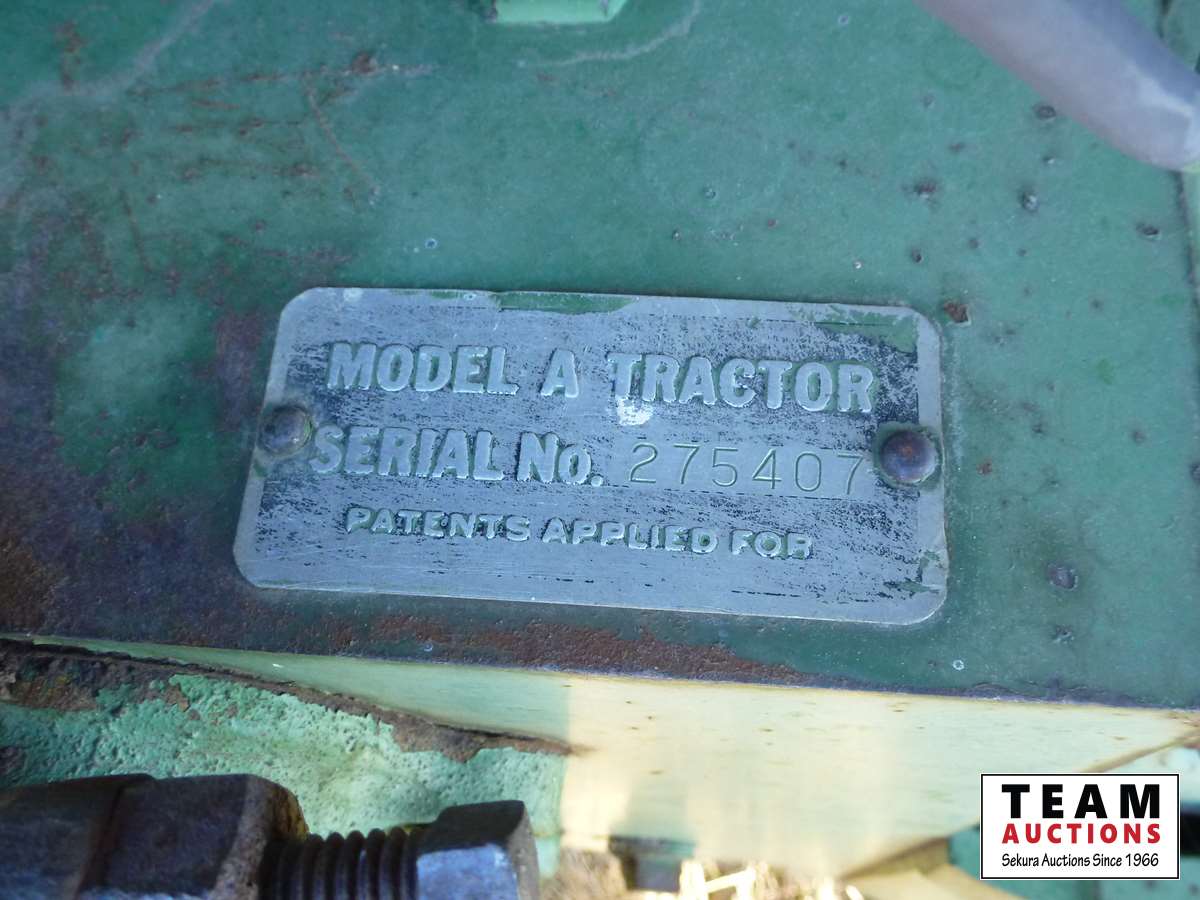 MODEL A TRACTOR
SERIAL No. 275407
PATENTS APPLIED FOR
TEAM
AUCTIONS
Sekura Auctions Since 1966